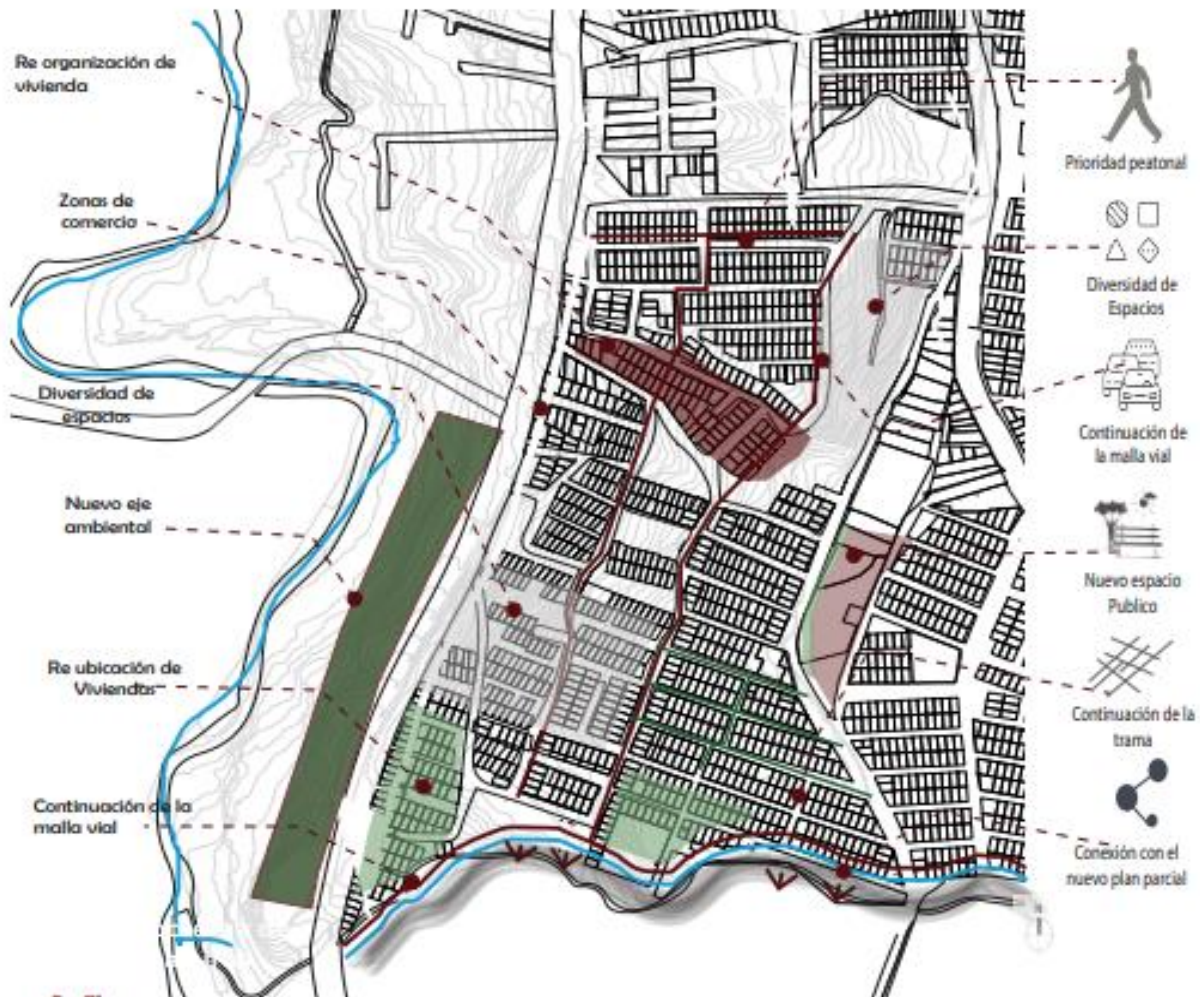 Re organización de
vivienda
Zonas de
comercio
Diversidad de
espacios
Nuevo eje
ambiental
Re ubicación de
Viviendas
Continuación de la
malla vial
Prioridad peatonal
Diversidad de
Espacios
Continuación de
la malla vial
Nuevo espacio
Publico
Continuación de la
trama
Conexión con el
nuevo plan parcial